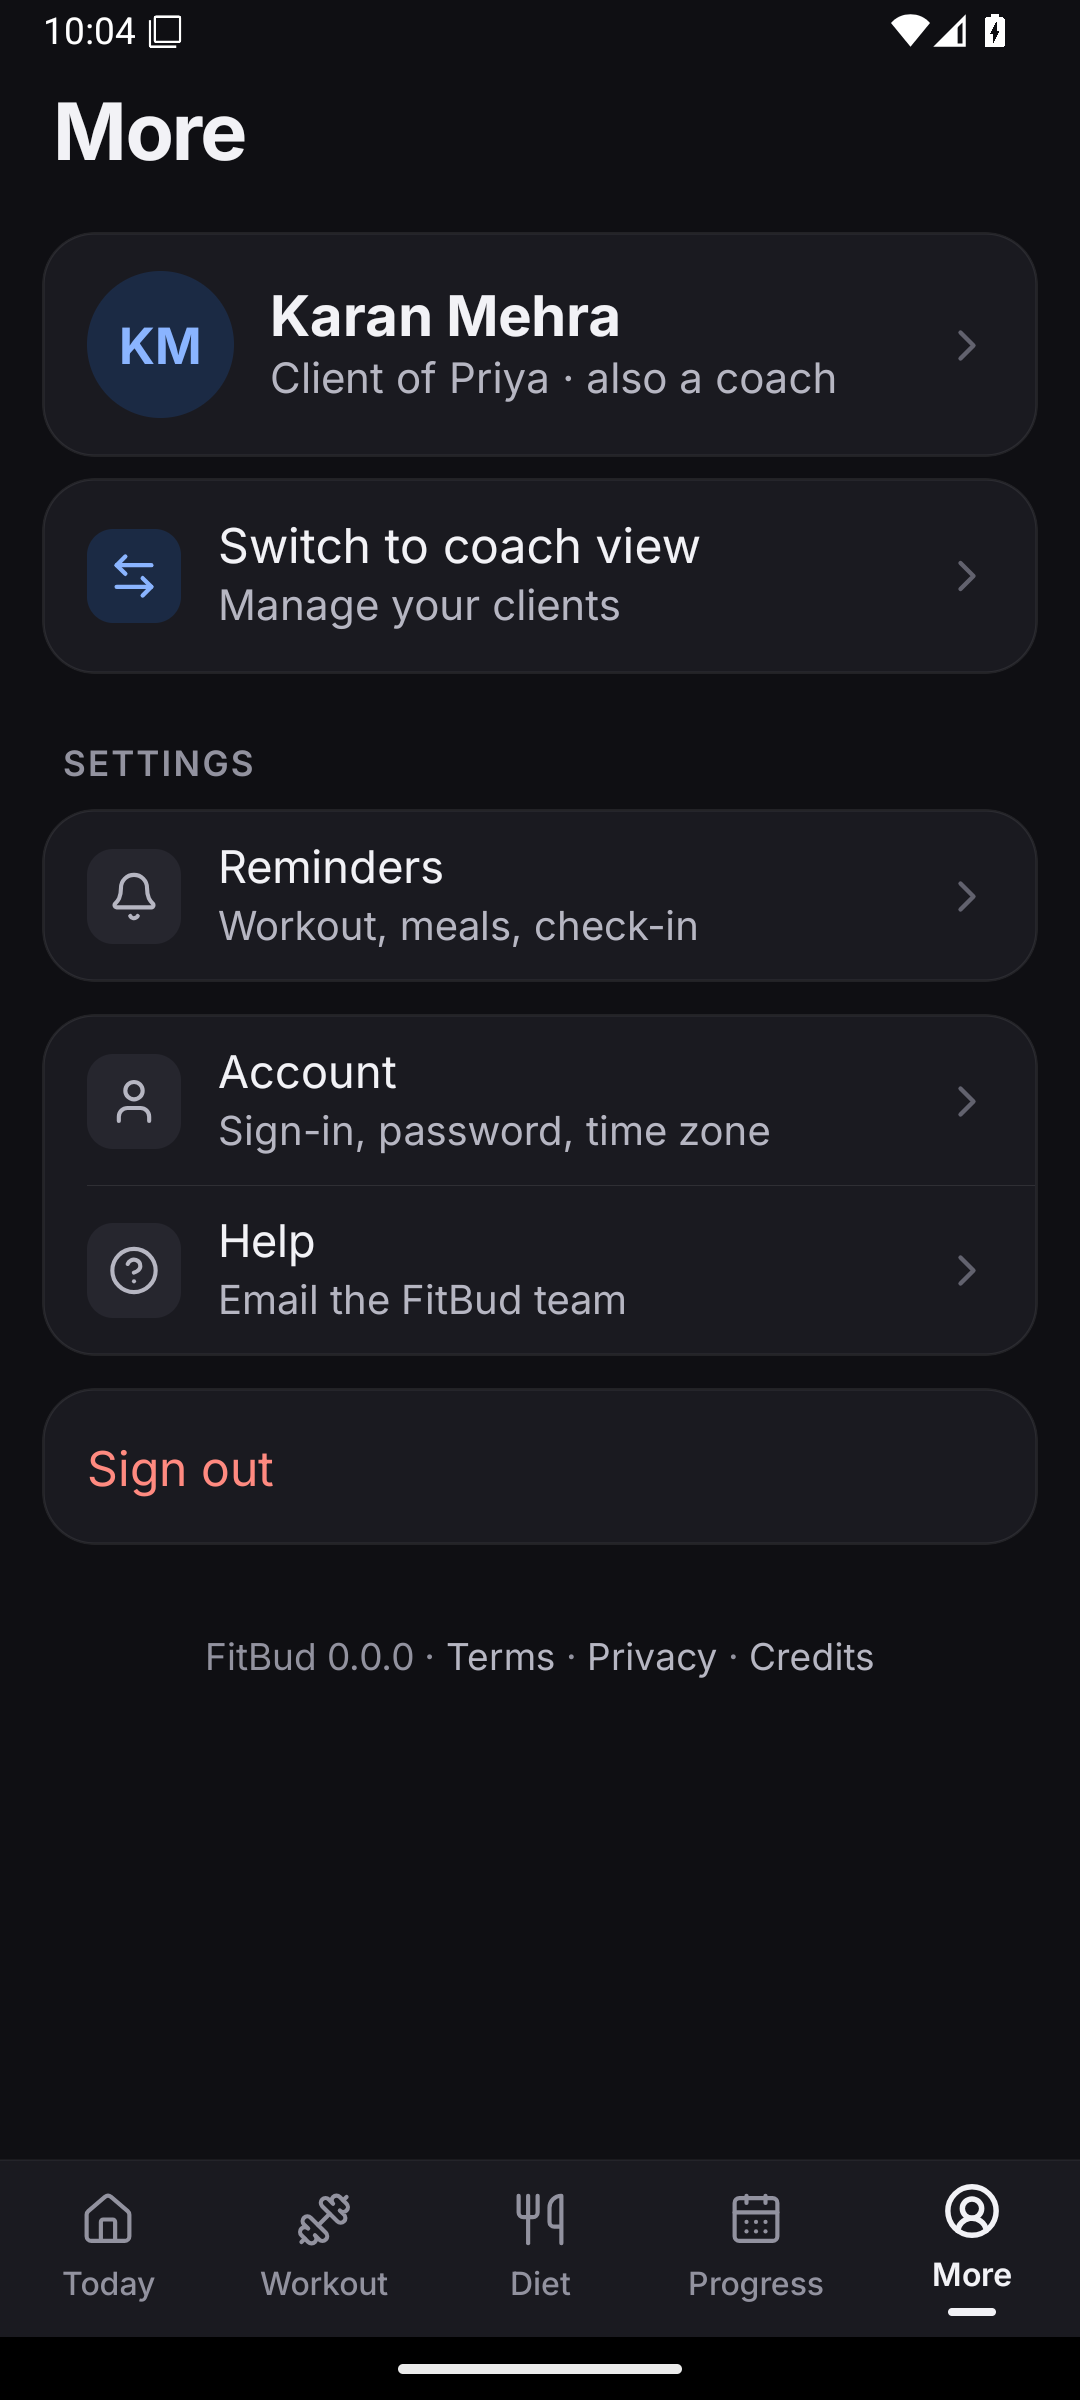 10:04
More
KM
Karan Mehra
Client of Priya · also a coach
Switch to coach view
Manage your clients
SETTINGS
Reminders
Workout, meals, check-in
Account
Sign-in, password, time zone
Help
Email the FitBud team
Sign out
FitBud 0.0.0 · Terms · Privacy · Credits
Today
Workout
Diet
Progress
More